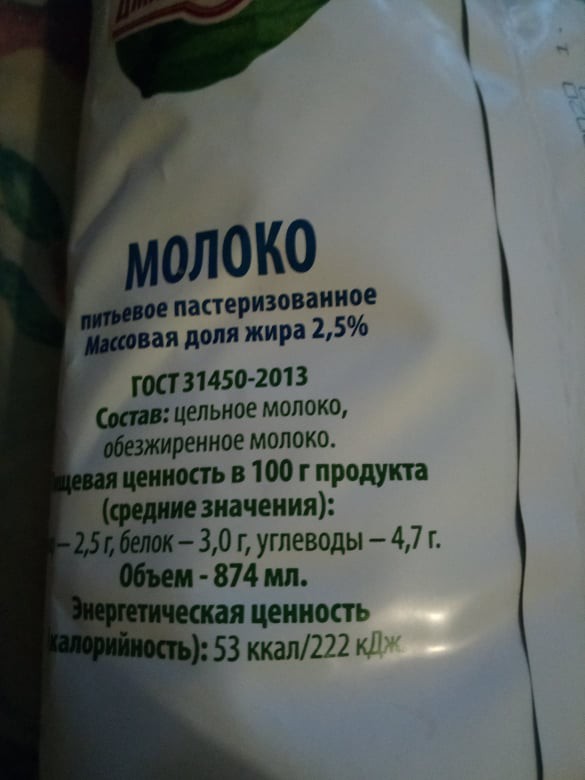 МОЛОКО
питьевое пастеризованное
Массовая доля жира 2,5%
ГОСТ 31450-2013
Состав: цельное молоко,
обезжиренное молоко.
ценность в 100 г продукта
(средние значения):
– 2,5 г, белок – 3,0 г, углеводы – 4,7 г.
Объем - 874 мл.
Энергетическая ценность
калорийность): 53 ккал/222 кДж